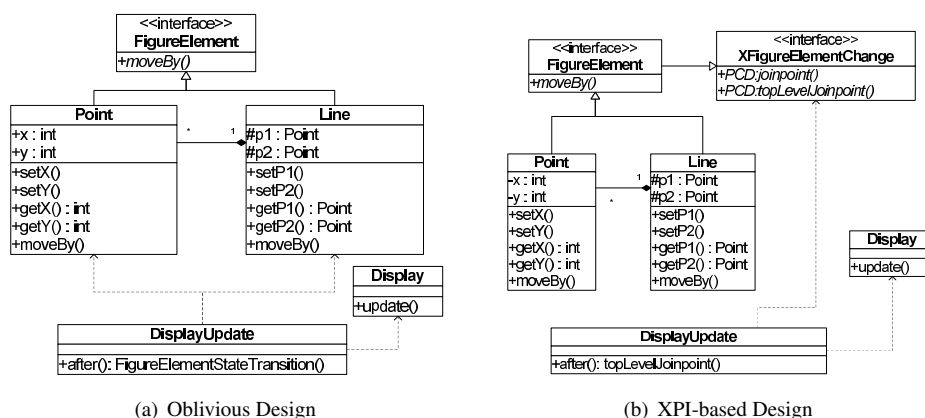 <<interface>>
FigureElement
+moveBy()
Point
+x : int
+y : int
+setX()
+setY()
+getX() : int
+getY() : int
+moveBy()
*
1
Line
#p1 : Point
#p2 : Point
+setP1()
+setP2()
+getP1() : Point
+getP2() : Point
+moveBy()
Display
+update()
DisplayUpdate
+after(): FigureElementStateTransition()
(a) Oblivious Design
<<interface>>
FigureElement
+moveBy()
<<interface>>
XFigureElementChange
+PCD:joinpoint()
+PCD:topLevelJoinpoint()
Point
-x : int
-y : int
+setX()
+setY()
+getX() : int
+getY() : int
+moveBy()
*
1
Line
#p1 : Point
#p2 : Point
+setP1()
+setP2()
+getP1() : Point
+getP2() : Point
+moveBy()
Display
+update()
DisplayUpdate
+after(): topLevelJoinpoint()
(b) XPI-based Design